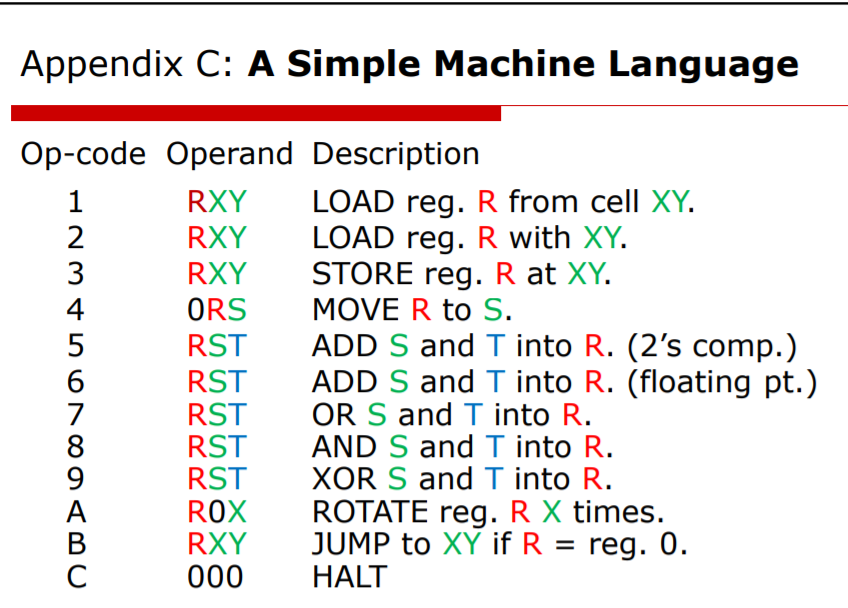 Appendix C: A Simple Machine Language
Op-code Operand Description
1 RXY LOAD reg. R from cell XY.
2 RXY LOAD reg. R with XY.
3 RXY STORE reg. R at XY.
4 0RS MOVE R to S.
5 RST ADD S and T into R. (2’s comp.)
6 RST ADD S and T into R. (floating pt.)
7 RST OR S and T into R.
8 RST AND S and T into R.
9 RST XOR S and T into R.
A R0X ROTATE reg. R X times.
B RXY JUMP to XY if R = reg. 0.
C 000 HALT